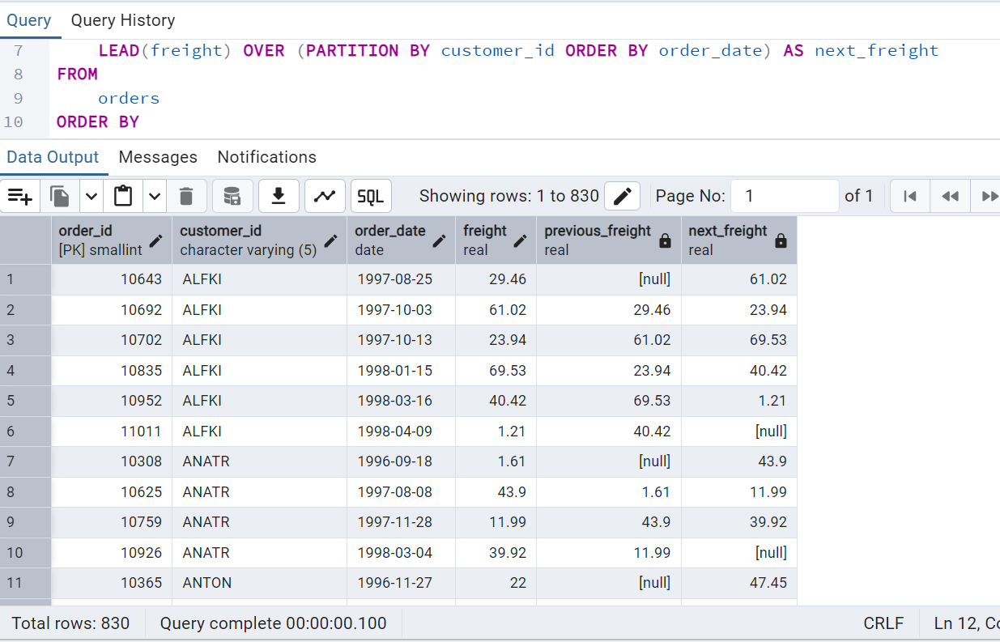 Query Query History
7 LEAD(freight) OVER (PARTITION BY customer_id ORDER BY order_date) AS next_freight
8 FROM
9 orders
10 ORDER BY
Data Output Messages Notifications
SQL Showing rows: 1 to 830 Page No: 1 of 1
order_id customer_id order_date freight previous_freight next_freight
[PK] smallint character varying (5) date real real real
1 10643 ALFKI 1997-08-25 29.46 [null] 61.02
2 10692 ALFKI 1997-10-03 61.02 29.46 23.94
3 10702 ALFKI 1997-10-13 23.94 61.02 69.53
4 10835 ALFKI 1998-01-15 69.53 23.94 40.42
5 10952 ALFKI 1998-03-16 40.42 69.53 1.21
6 11011 ALFKI 1998-04-09 1.21 40.42 [null]
7 10308 ANATR 1996-09-18 1.61 [null] 43.9
8 10625 ANATR 1997-08-08 43.9 1.61 11.99
9 10759 ANATR 1997-11-28 11.99 43.9 39.92
10 10926 ANATR 1998-03-04 39.92 11.99 [null]
11 10365 ANTON 1996-11-27 22 [null] 47.45
Total rows: 830 Query complete 00:00:00.100 CRLF Ln 12,